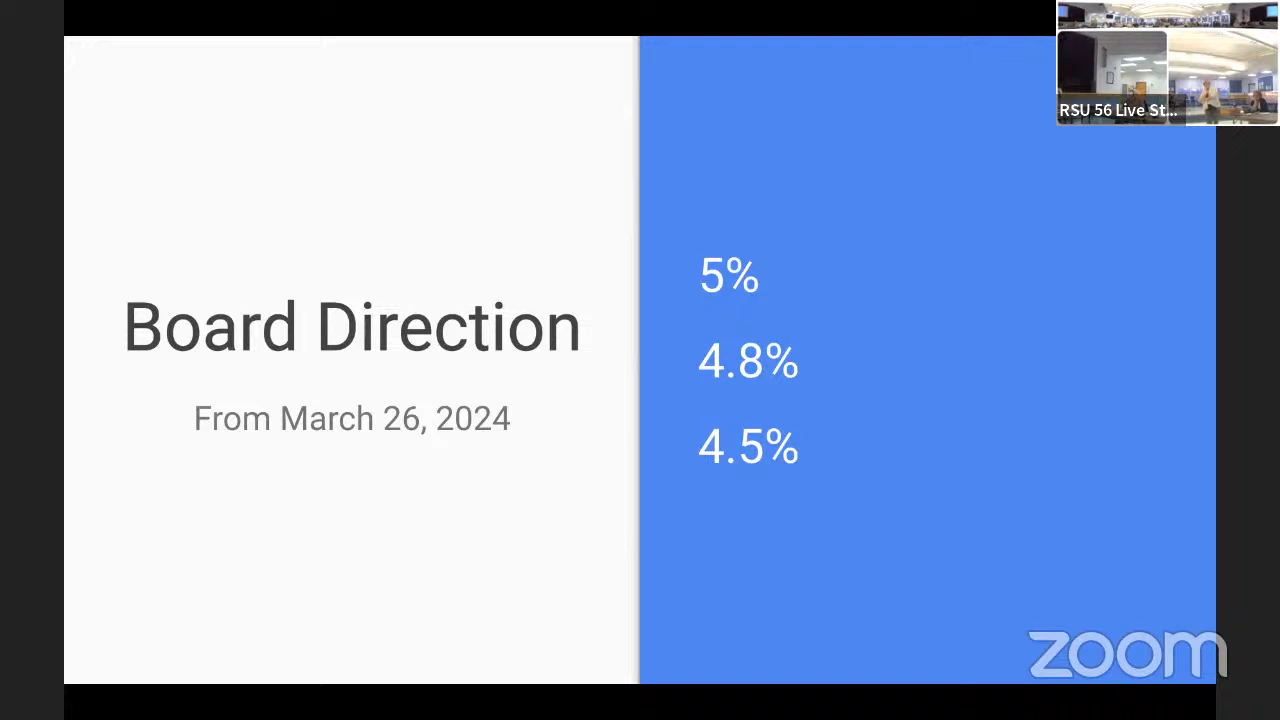 RSU 56 Live St...
Board Direction
From March 26, 2024
5%
4.8%
4.5%
zoom